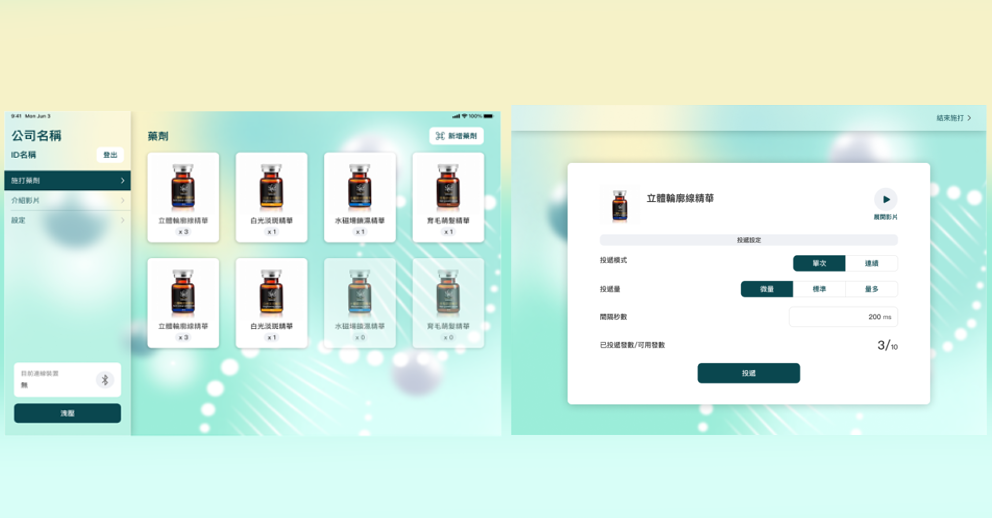 9:41 Mon Jun 3
100%
公司名稱
ID名稱
登出
施打藥劑
介紹影片
設定
目前連線裝置
無
洩壓
藥劑
新增藥劑
立體輪廓線精華
x 3
白光淡斑精華
x 1
水磁場鎖濕精華
x 1
育毛萌髮精華
x 1
立體輪廓線精華
x 3
白光淡斑精華
x 1
水磁場鎖濕精華
x 0
育毛萌髮精華
x 0
結束施打
立體輪廓線精華
展開影片
投遞設定
投遞模式
單次
連續
投遞量
微量
標準
量多
間隔秒數
200 ms
已投遞發數/可用發數
3/10
投遞